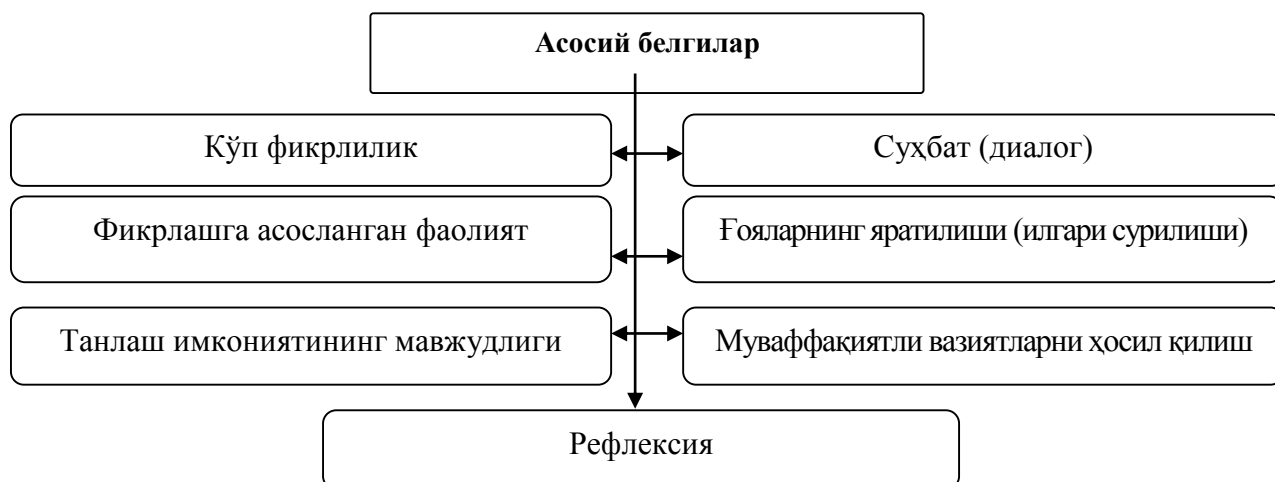 Асосий белгилар
Кўп фикрлилик
Суҳбат (диалог)
Фикрлашга асосланган фаолият
Ғояларнинг яратилиши (илгари сурилиши)
Танлаш имкониятининг мавжудлиги
Муваффақиятли вазиятларни ҳосил қилиш
Рефлексия